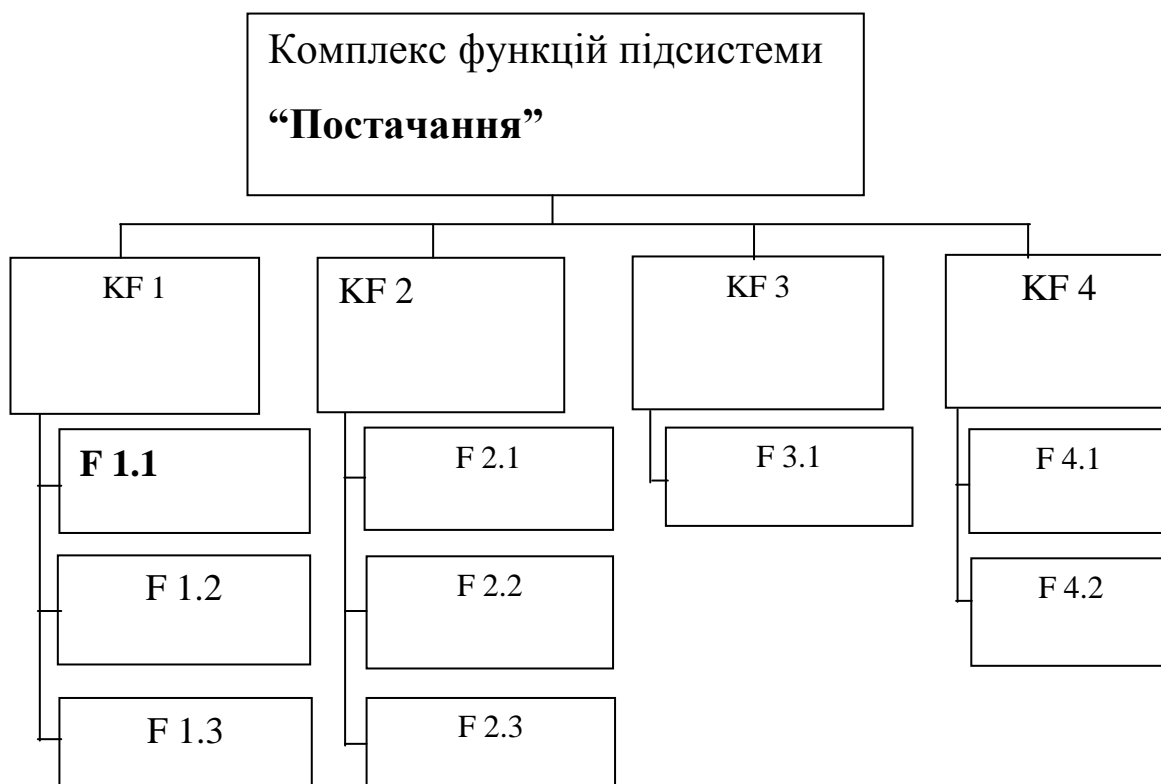 Комплекс функцій підсистеми
“Постачання”
KF 1
KF 2
KF 3
KF 4
F 1.1
F 2.1
F 3.1
F 4.1
F 1.2
F 2.2
F 4.2
F 1.3
F 2.3